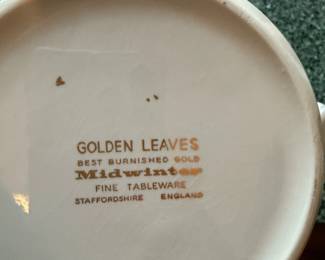 GOLDEN LEAVES
BEST BURNISHED GOLD
Midwinter
FINE TABLEWARE
STAFFORDSHIRE ENGLAND